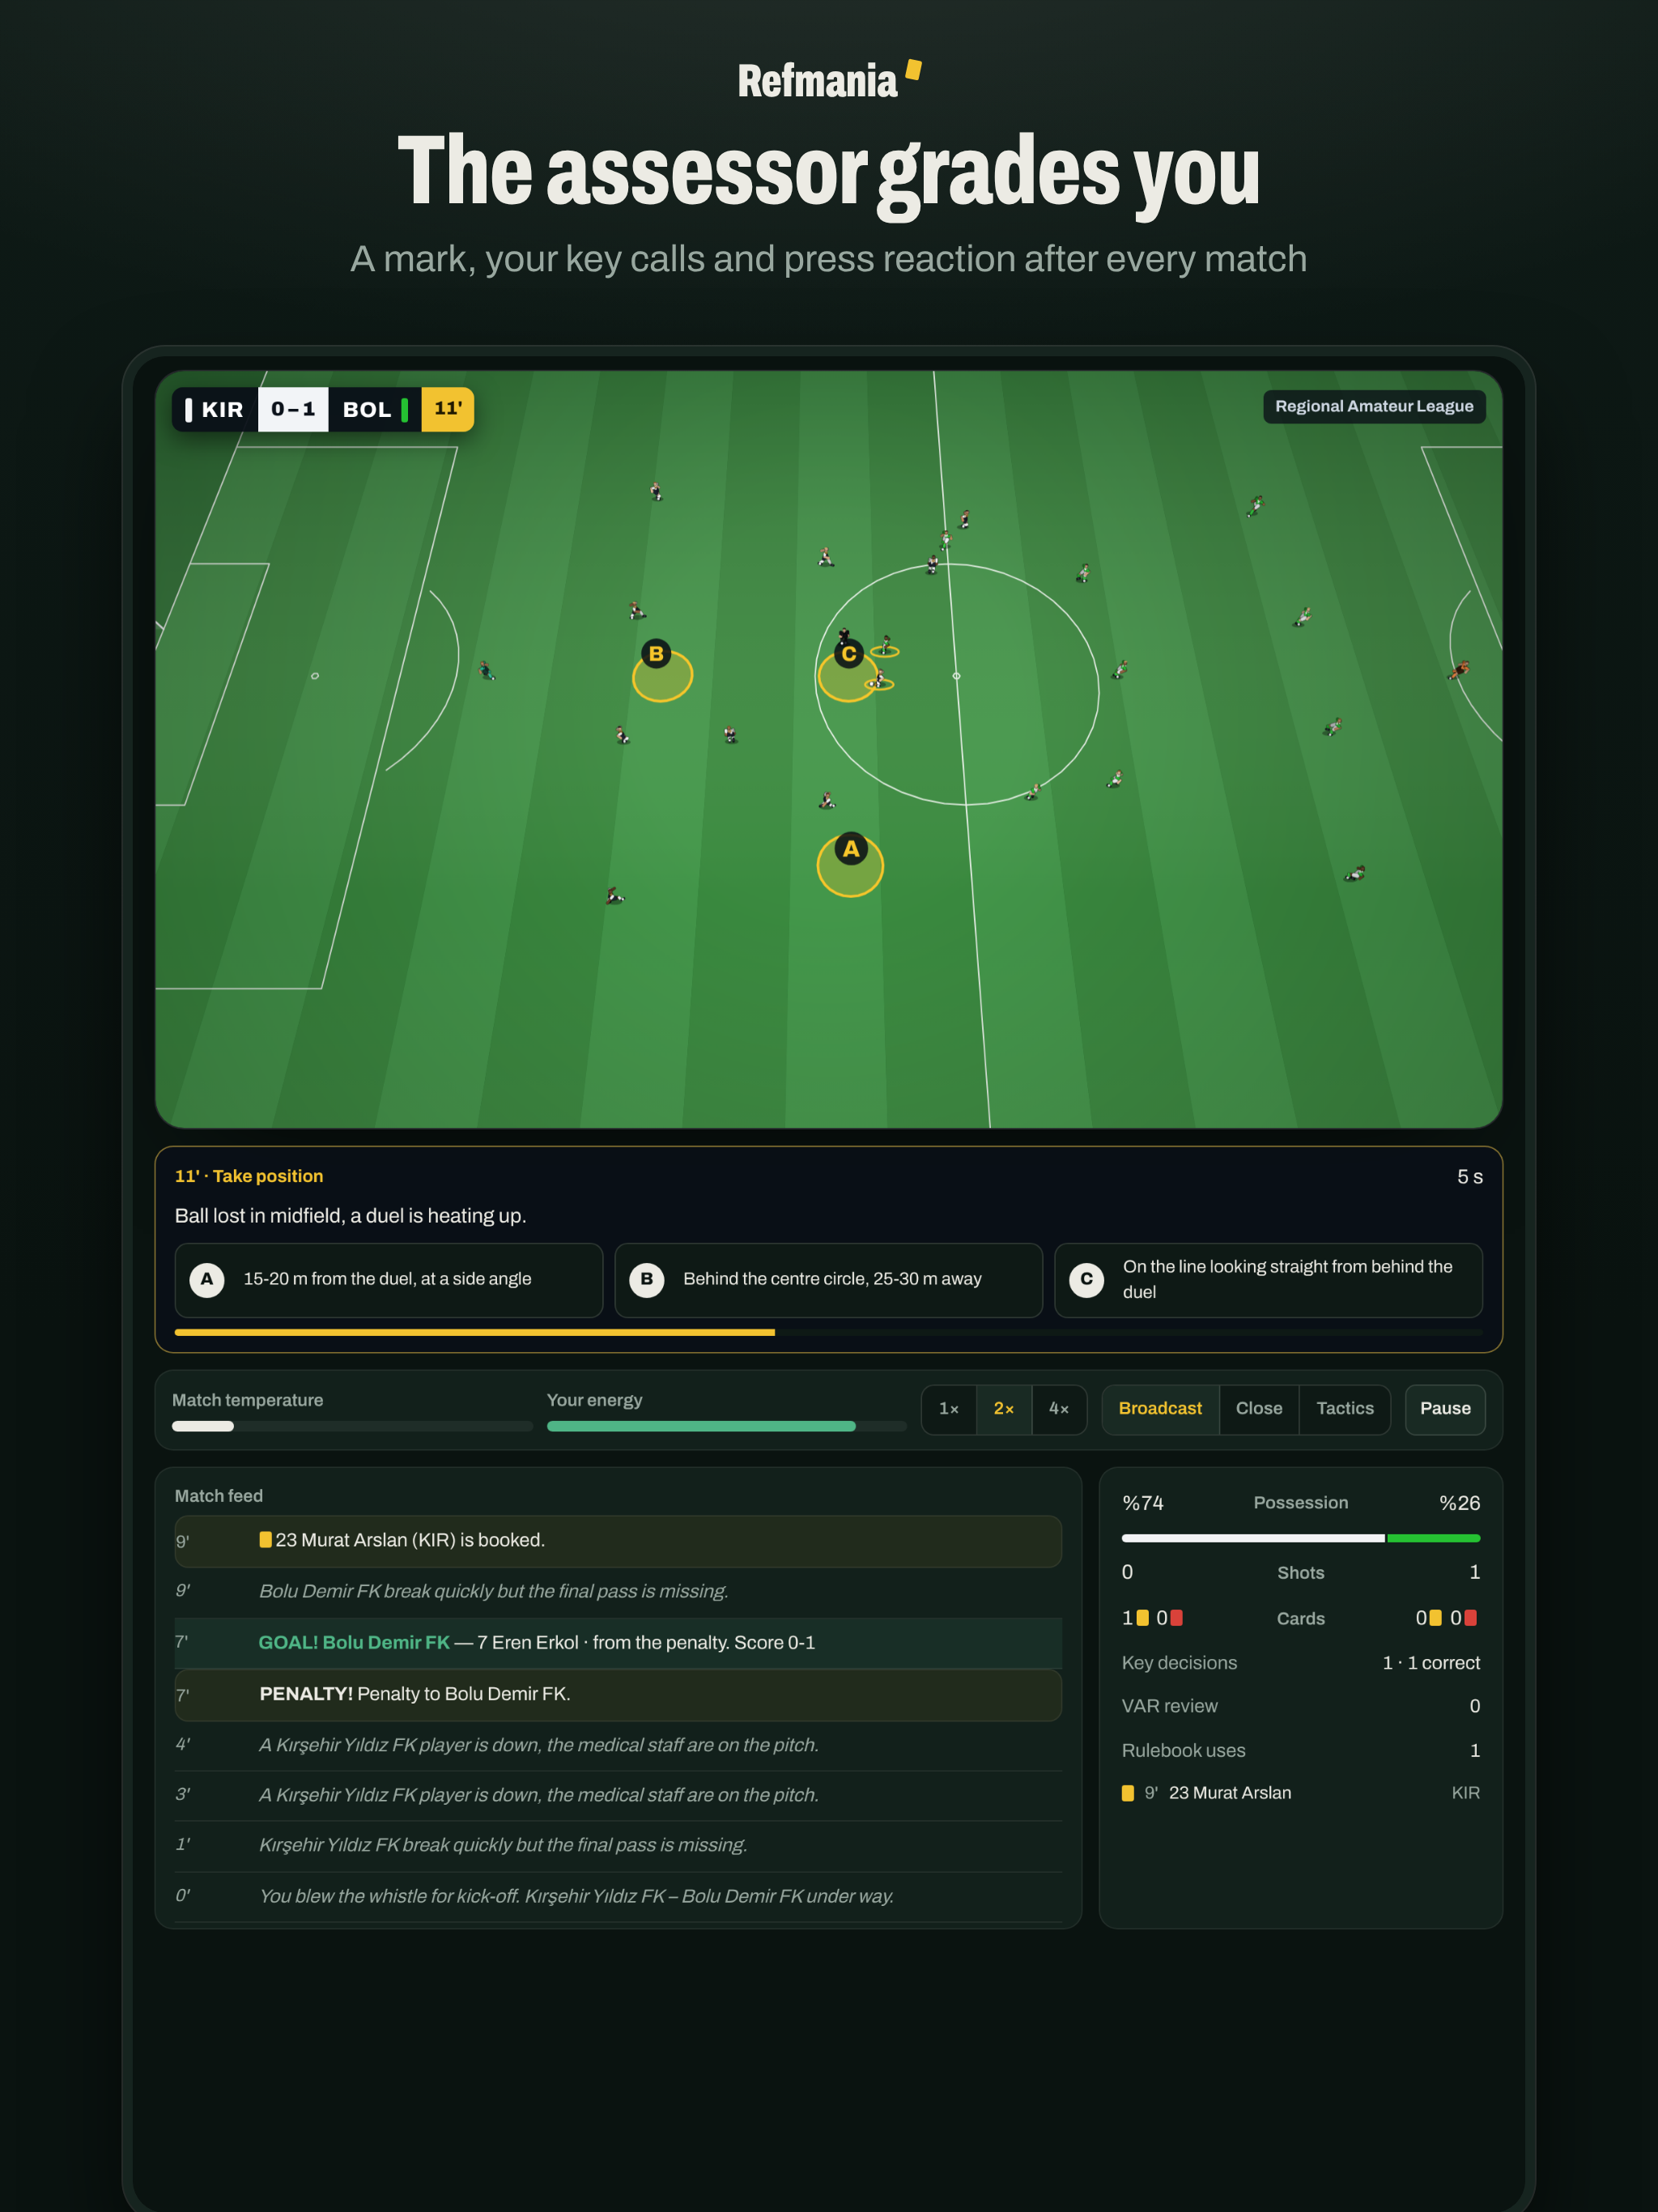 Refmania
The assessor grades you
A mark, your key calls and press reaction after every match
KIR 0-1 BOL 11'
Regional Amateur League
B
C
A
11' · Take position
5 s
Ball lost in midfield, a duel is heating up.
A 15-20 m from the duel, at a side angle
B Behind the centre circle, 25-30 m away
C On the line looking straight from behind the
duel
Match temperature
Your energy
1× 2× 4×
Broadcast Close Tactics
Pause
Match feed
9' 23 Murat Arslan (KIR) is booked.
9' Bolu Demir FK break quickly but the final pass is missing.
7' GOAL! Bolu Demir FK — 7 Eren Erkol · from the penalty. Score 0-1
7' PENALTY! Penalty to Bolu Demir FK.
4' A Kırşehir Yıldız FK player is down, the medical staff are on the pitch.
3' A Kırşehir Yıldız FK player is down, the medical staff are on the pitch.
1' Kırşehir Yıldız FK break quickly but the final pass is missing.
0' You blew the whistle for kick-off. Kırşehir Yıldız FK – Bolu Demir FK under way.
%74 Possession %26
0 Shots 1
1 0 Cards 0 0
Key decisions 1 · 1 correct
VAR review 0
Rulebook uses 1
9' 23 Murat Arslan KIR